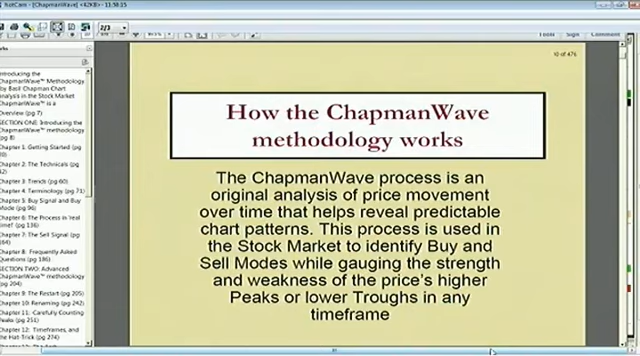 hotCam - [ChapmanWave] <42KB> - 11:58:15
2/3
Tools Sign Comment
10 of 476
Introducing the
ChapmanWave™ Methodology
by Basil Chapman Chart
Analysis in the Stock Market
ChapmanWave™ is a
Overview (pg 7)
SECTION ONE: Introducing the
ChapmanWave™ Methodology
(pg 8)
Chapter 1: Getting Started (pg
Chapter 2: The Technicals (pg
Chapter 3: Trends (pg 60)
Chapter 4: Terminology (pg 71)
Chapter 5: Buy Signal and Buy
Mode (pg 96)
Chapter 6: The Process in 'real
time' (pg 136)
Chapter 7: The Sell Signal (pg
Chapter 8: Frequently Asked
Questions (pg 186)
SECTION TWO: Advanced
ChapmanWave™ methodology
(pg 204)
Chapter 9: The Restart (pg 205)
Chapter 10: Renaming (pg 242)
Chapter 11: Carefully Counting
Peaks (pg 251)
Chapter 12: Timeframes, and
the Hat-Trick (pg 274)
How the ChapmanWave
methodology works
The ChapmanWave process is an
original analysis of price movement
over time that helps reveal predictable
chart patterns. This process is used in
the Stock Market to identify Buy and
Sell Modes while gauging the strength
and weakness of the price's higher
Peaks or lower Troughs in any
timeframe